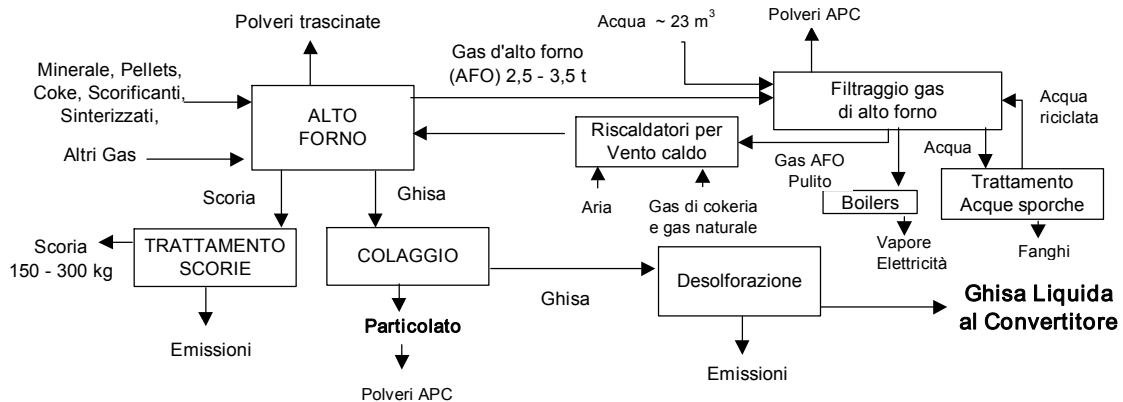 Polveri trascinate
Acqua ~ 23 m³
Polveri APC
Minerale, Pellets,
Coke, Scorificanti,
Sinterizzati,
Gas d'alto forno
(AFO) 2,5 - 3,5 t
ALTO
FORNO
Filtraggio gas
di alto forno
Acqua
riciclata
Riscaldatori per
Vento caldo
Altri Gas
Gas AFO
Pulito
Acqua
Scoria
Ghisa
Aria
Gas di cokeria
e gas naturale
Boilers
Trattamento
Acque sporche
Scoria
150 - 300 kg
TRATTAMENTO
SCORIE
COLAGGIO
Vapore
Elettricità
Fanghi
Ghisa
Desolforazione
Ghisa Liquida
al Convertitore
Particolato
Emissioni
Emissioni
Polveri APC